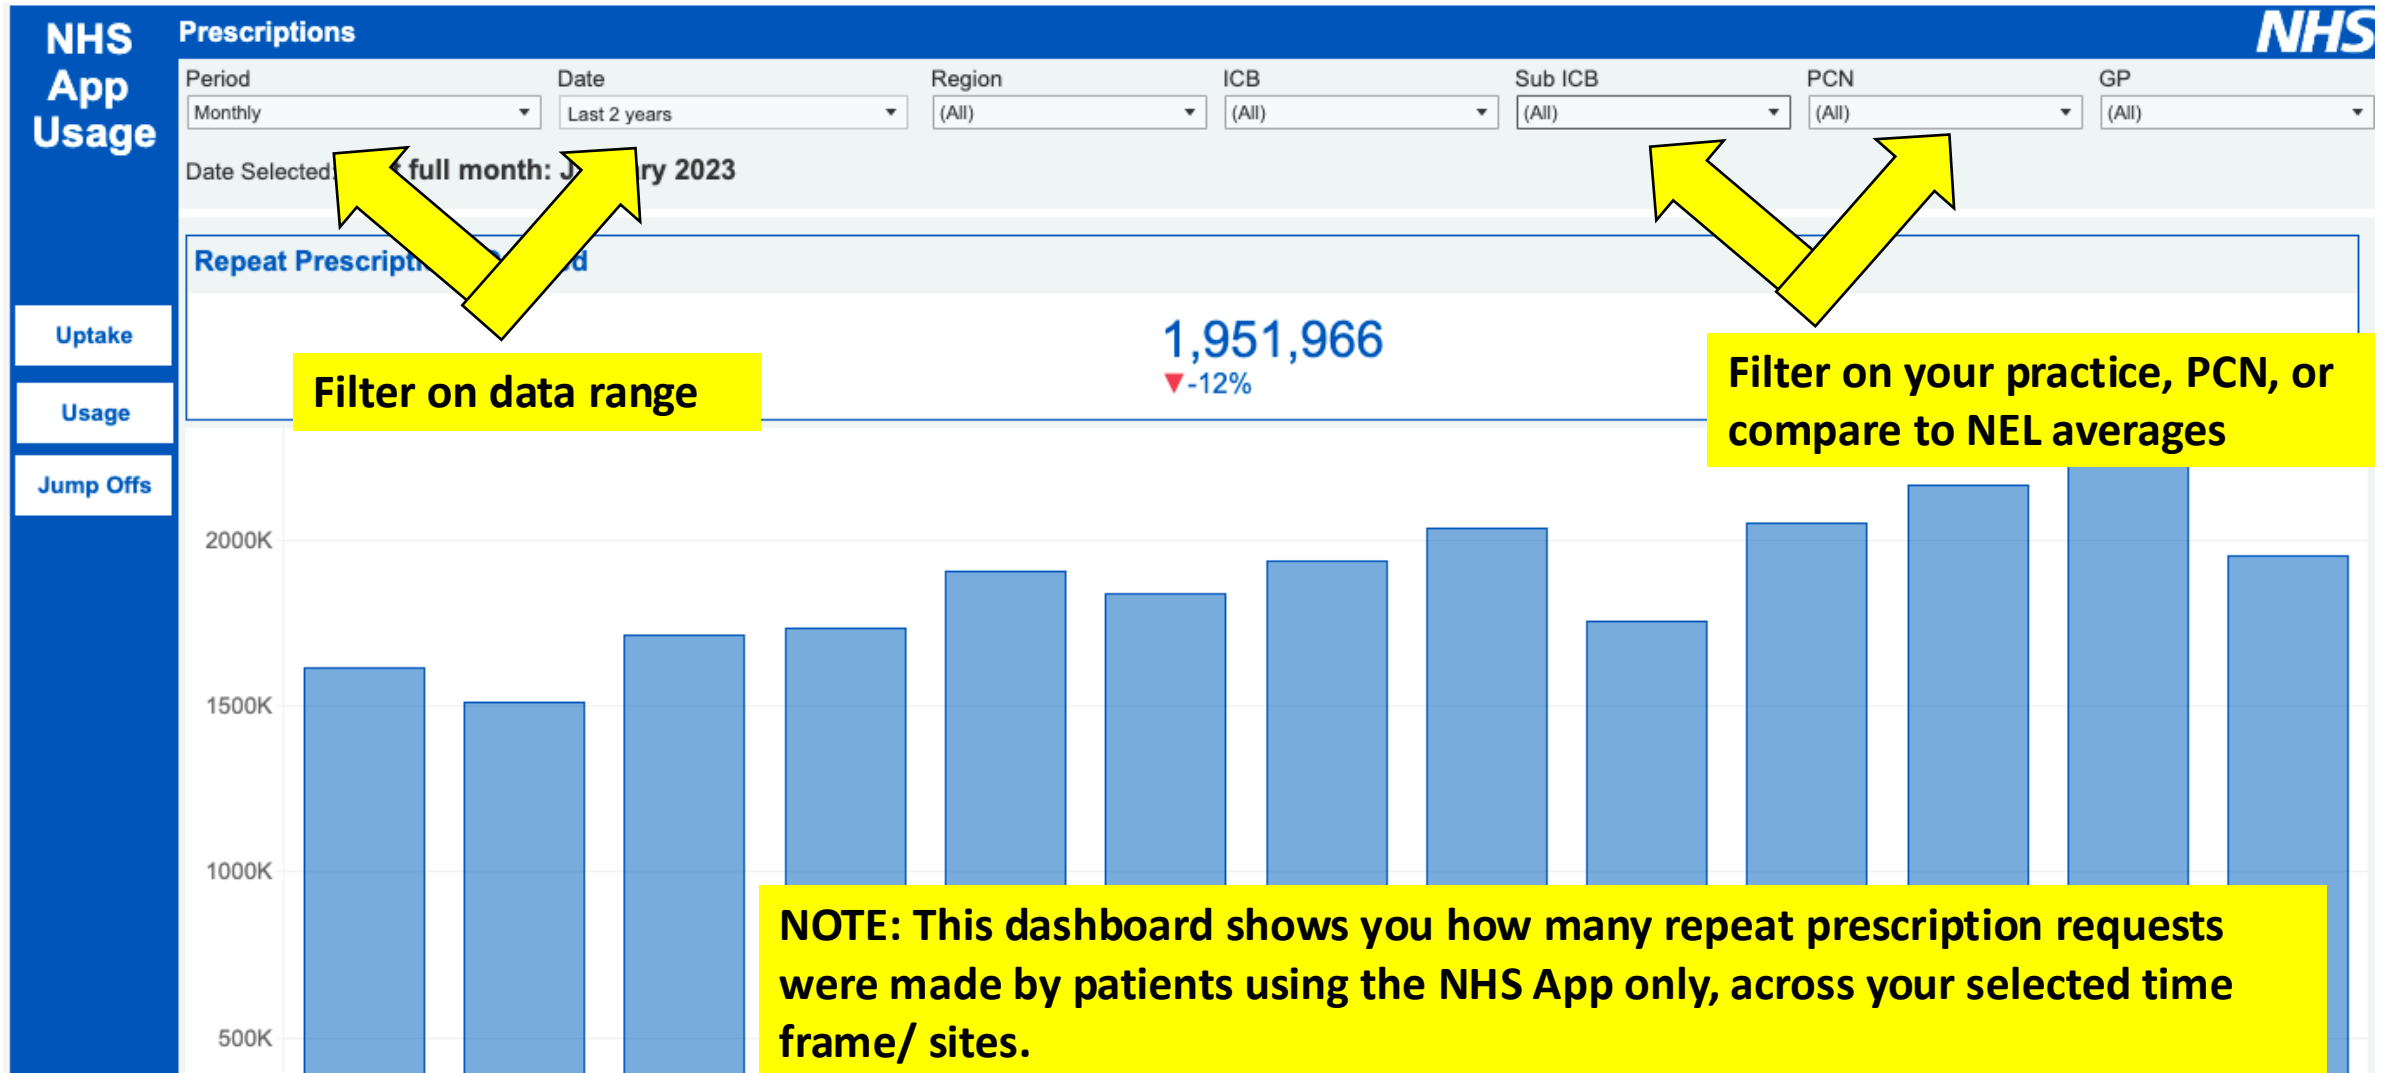 NHS
App
Usage
Prescriptions
NHS
Period
Date
Region
ICB
Sub ICB
PCN
GP
Monthly
Last 2 years
(All)
(All)
(All)
(All)
(All)
Date Selected: full month: January 2023
Repeat Prescriptions
1,951,966
▼-12%
Uptake
Usage
Jump Offs
Filter on data range
Filter on your practice, PCN, or
compare to NEL averages
2000K
1500K
1000K
500K
NOTE: This dashboard shows you how many repeat prescription requests
were made by patients using the NHS App only, across your selected time
frame/ sites.